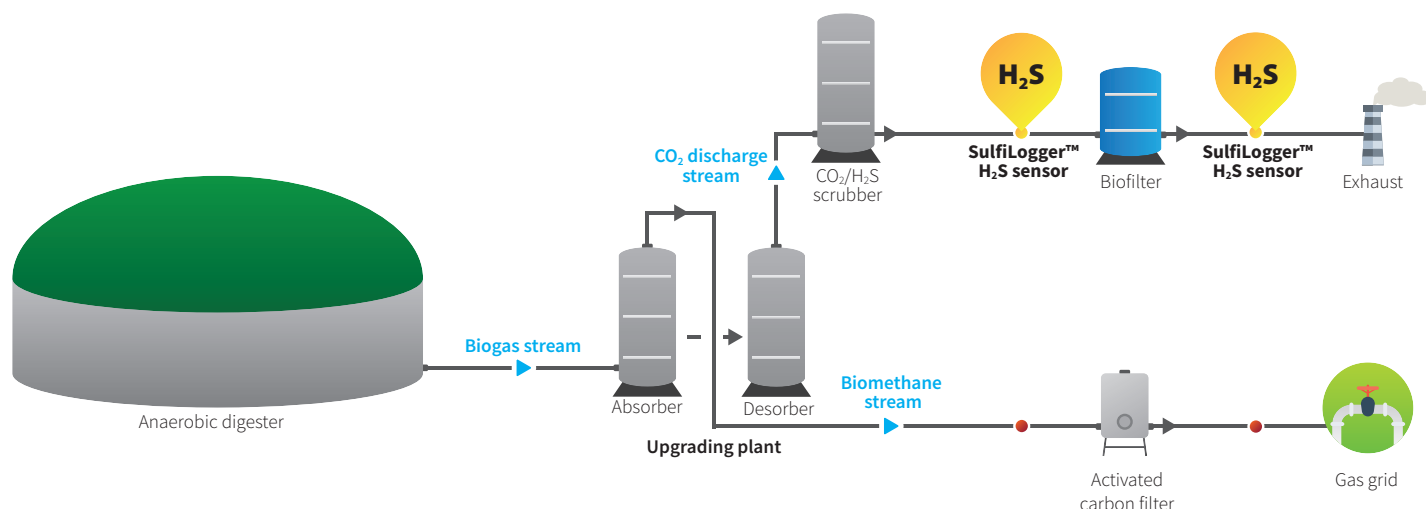 H₂S
H₂S
CO₂ discharge
stream
SulfiLogger™
H₂S sensor
SulfiLogger™
H₂S sensor
CO₂/H₂S
scrubber
Biofilter
Exhaust
Biogas stream
Absorber
Desorber
Biomethane
stream
Anaerobic digester
Upgrading plant
Activated
carbon filter
Gas grid